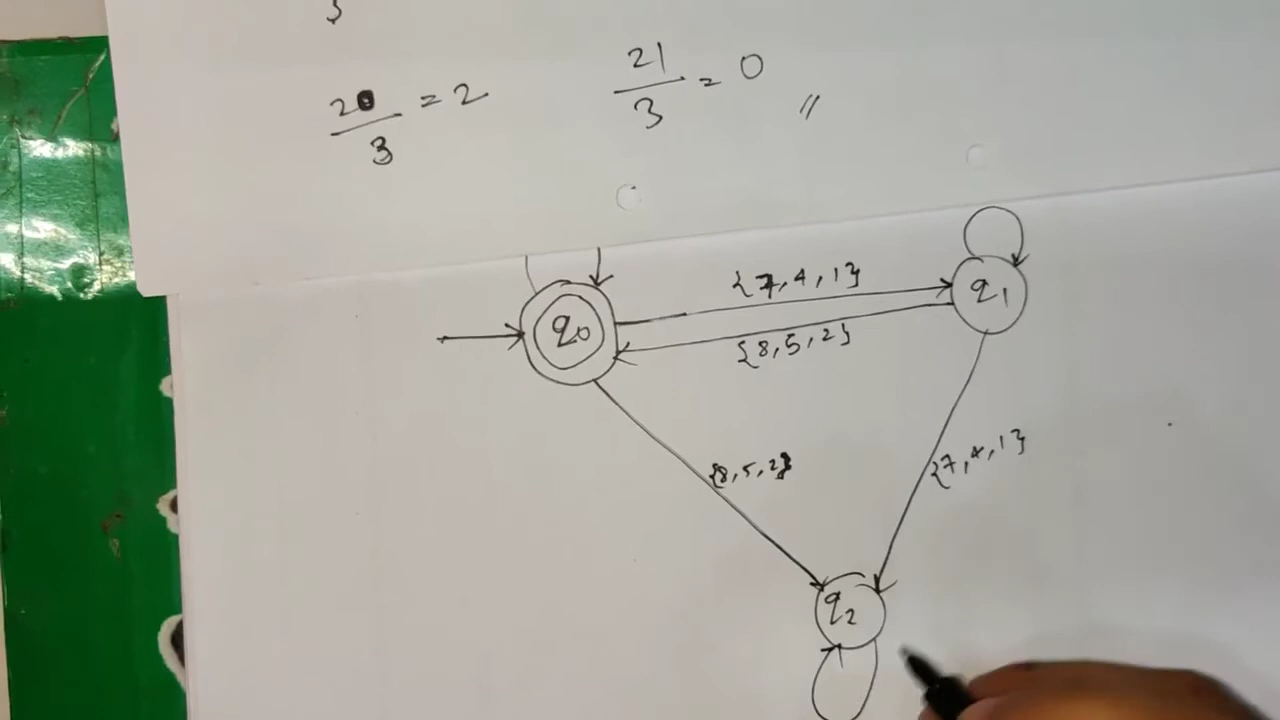 20/3 = 2
21/3 = 0 //
{7, 4, 1}
q0
q1
{8, 5, 2}
{8, 5, 2}
{7, 4, 1}
q2